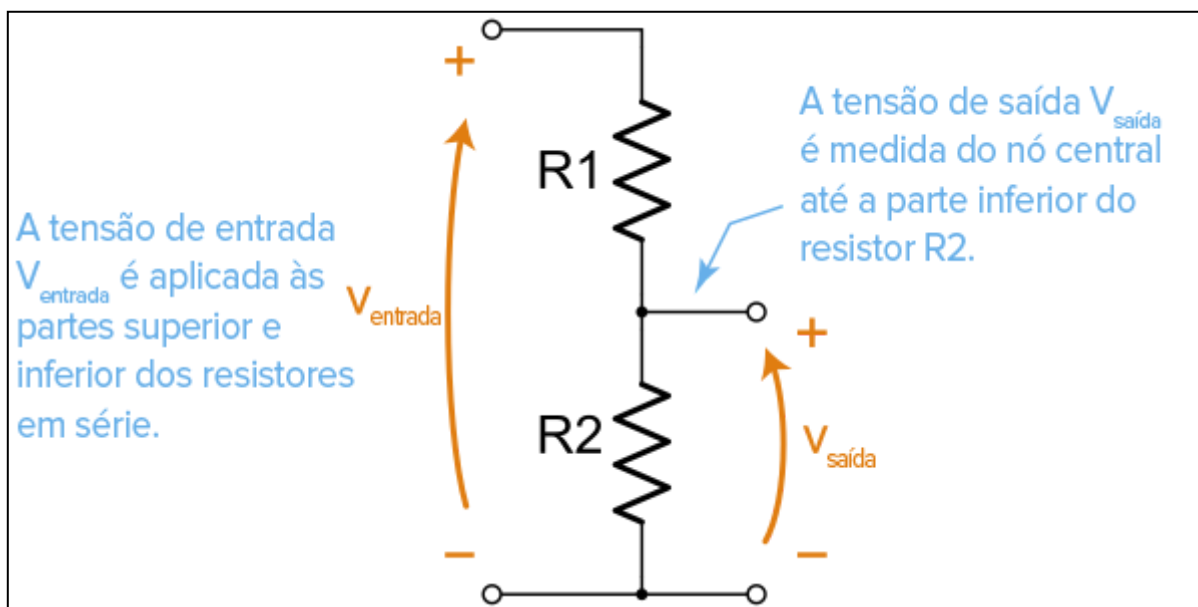 +
A tensão de saída Vsaída
é medida do nó central
até a parte inferior do
resistor R2.
R1
A tensão de entrada
Ventrada é aplicada às
partes superior e
inferior dos resistores
em série.
Ventrada
+
R2
Vsaída
−
−